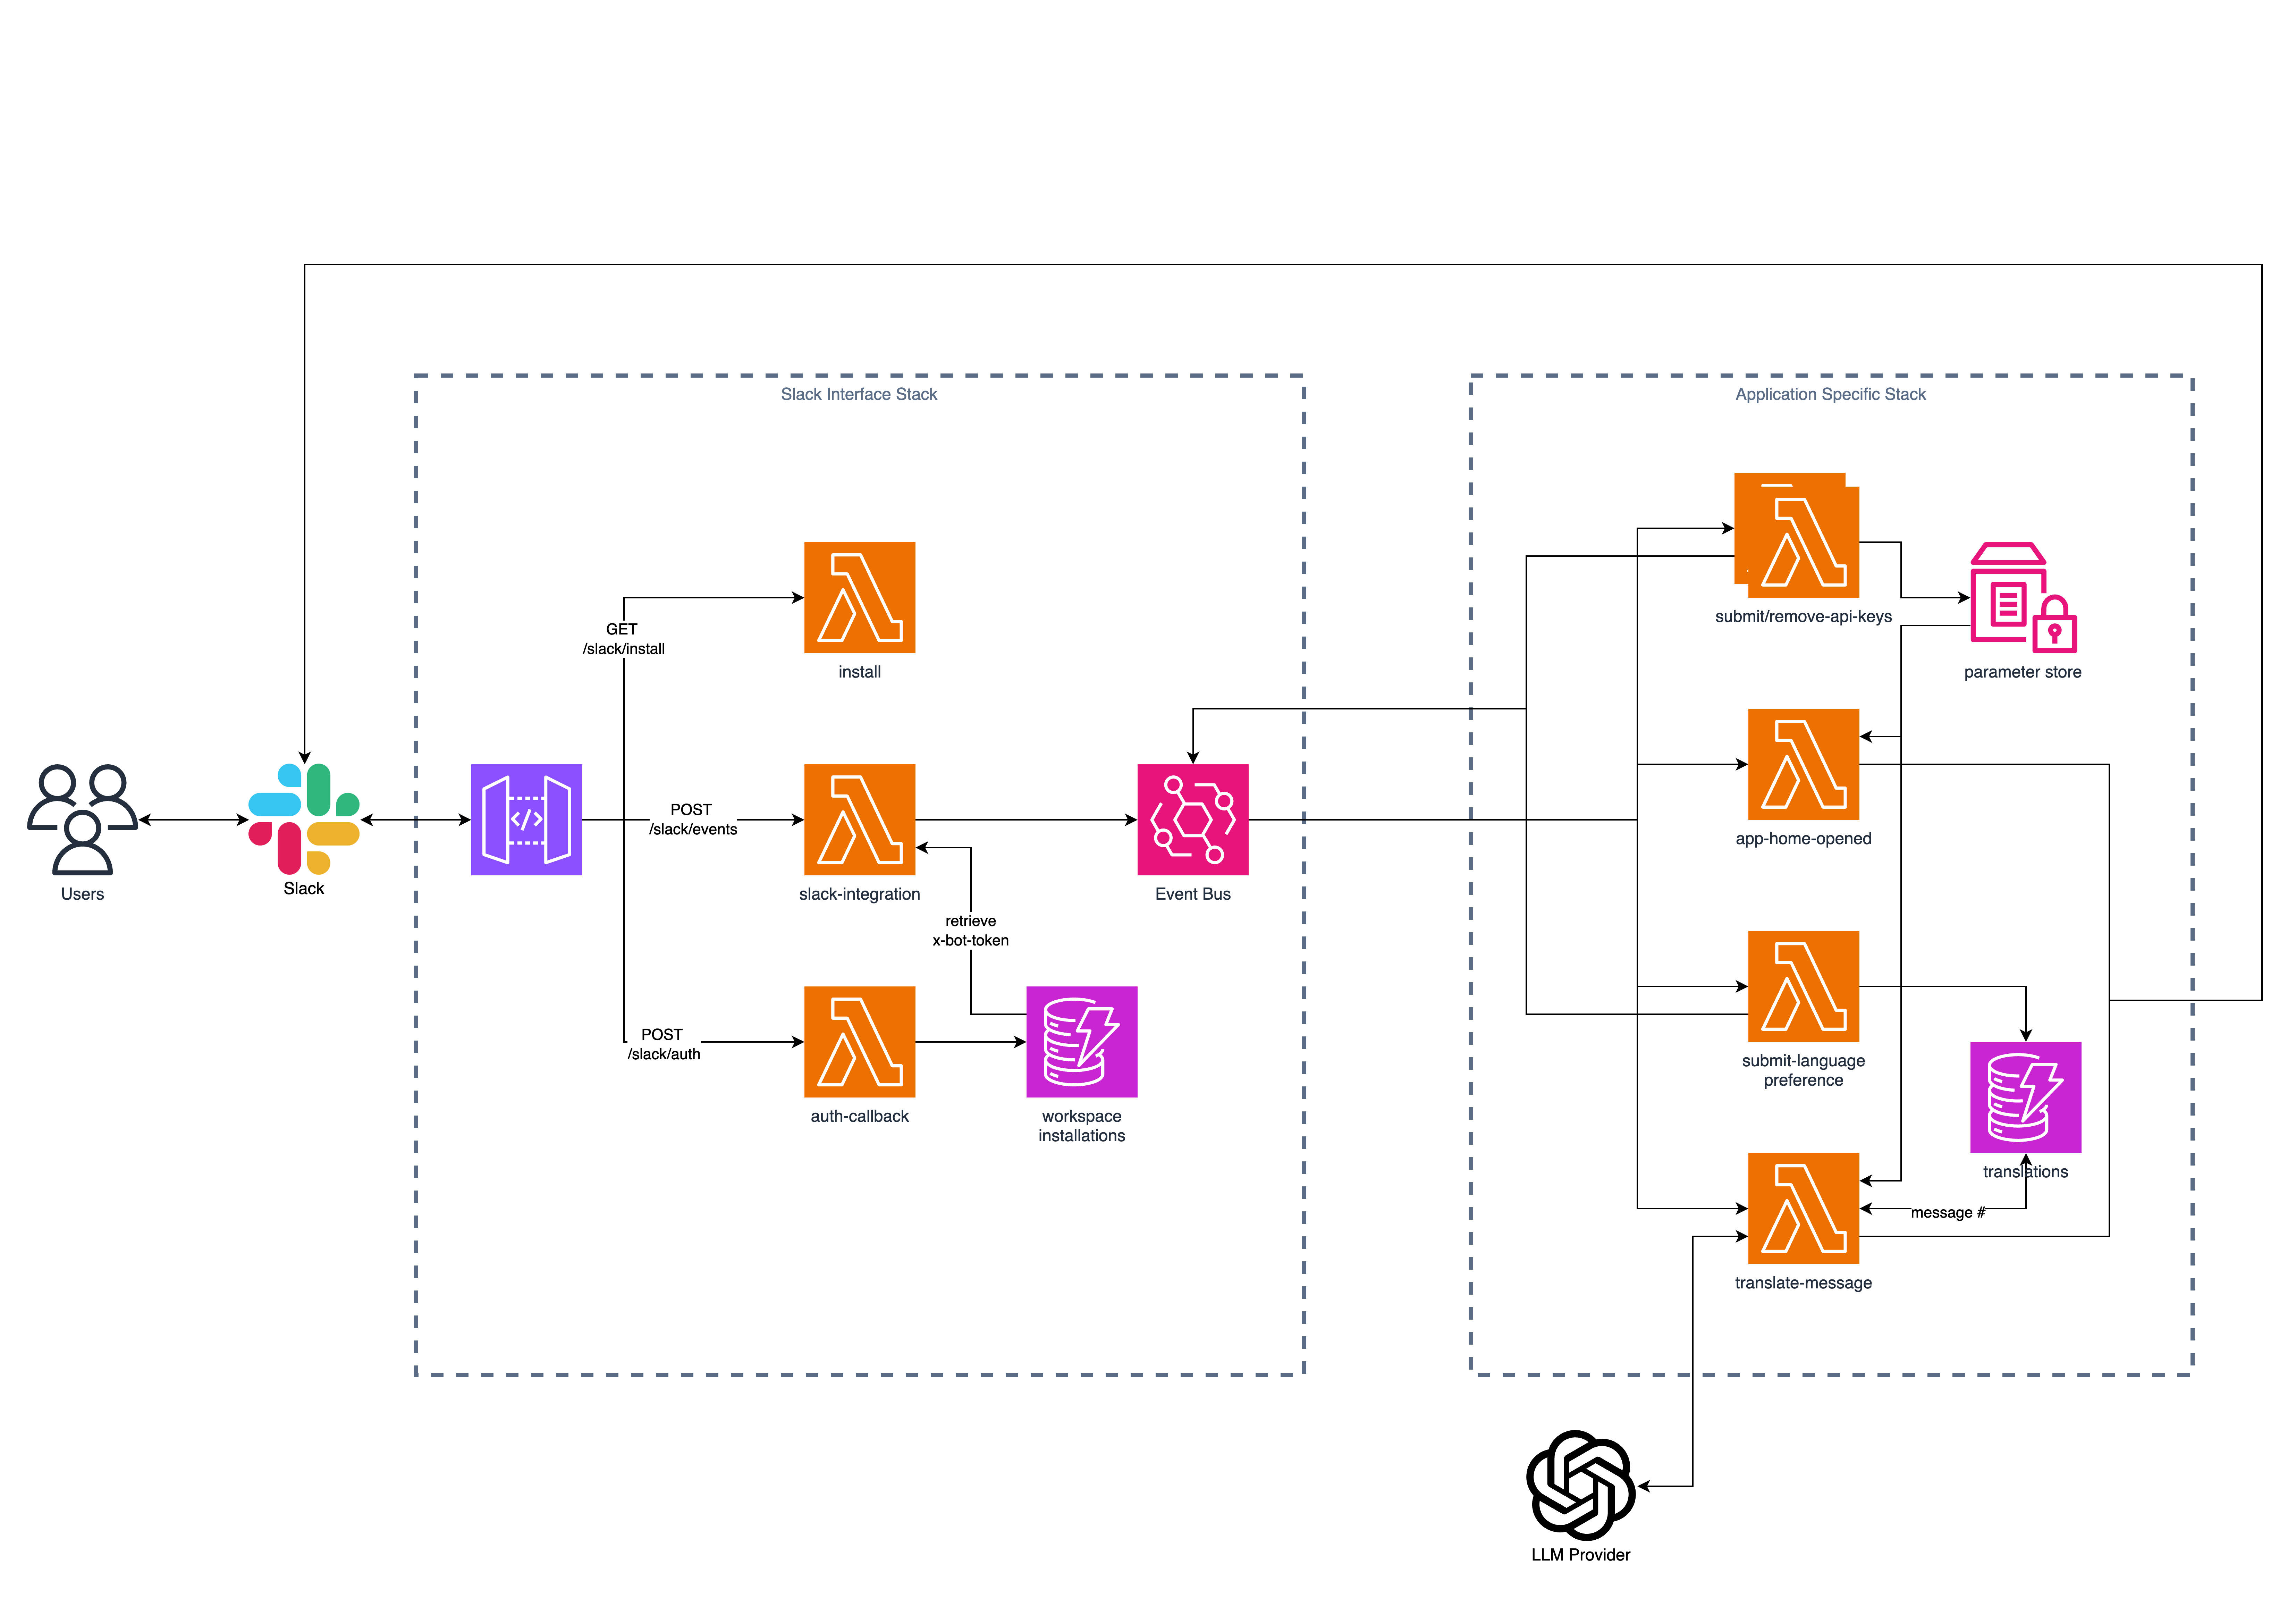 Slack Interface Stack
Application Specific Stack
GET
/slack/install
install
submit/remove-api-keys
parameter store
POST
/slack/events
Users
Slack
slack-integration
Event Bus
app-home-opened
retrieve
x-bot-token
POST
/slack/auth
auth-callback
workspace
installations
submit-language
preference
translations
message #
translate-message
LLM Provider